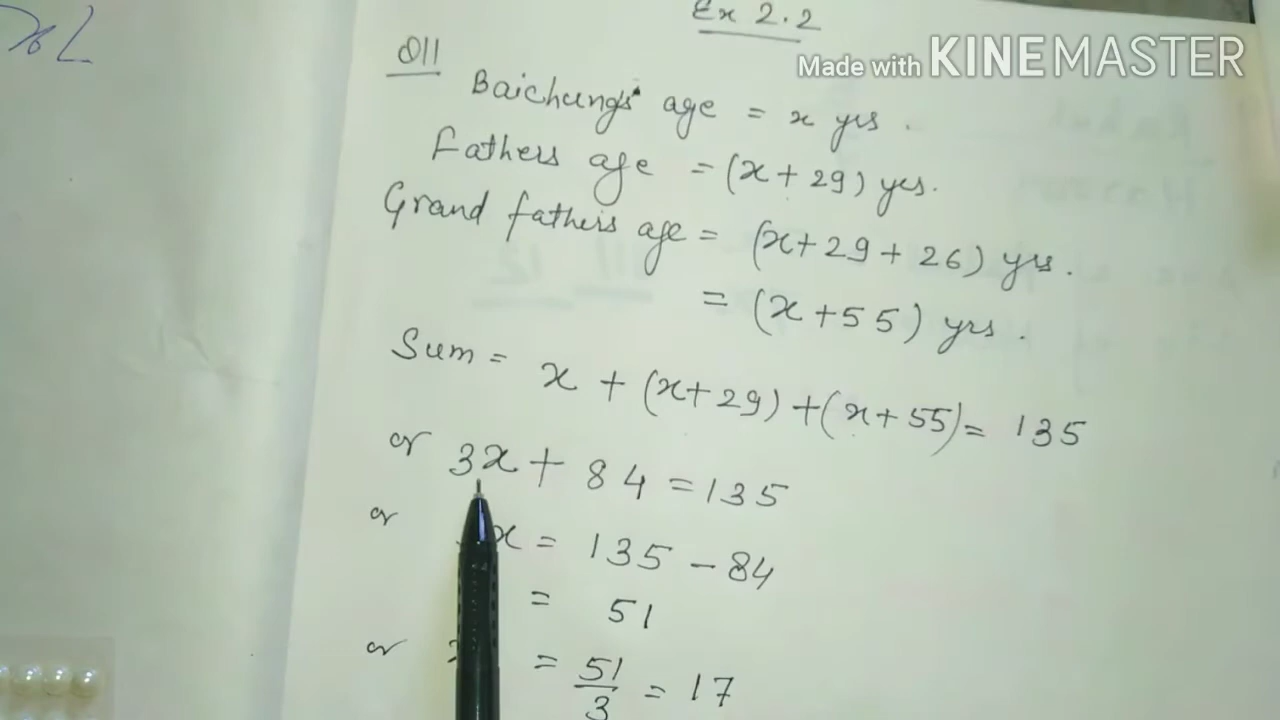 Ex 2.2
Made with KINEMASTER
Q11
Baichung's age = x yrs.
Fathers age = (x + 29) yrs.
Grand fathers age = (x+29 + 26) yrs.
= (x +55) yrs.
Sum = x + (x+29) + (x+55) = 135
or 3x + 84 = 135
or x = 135 - 84
= 51
or = 51/3 = 17